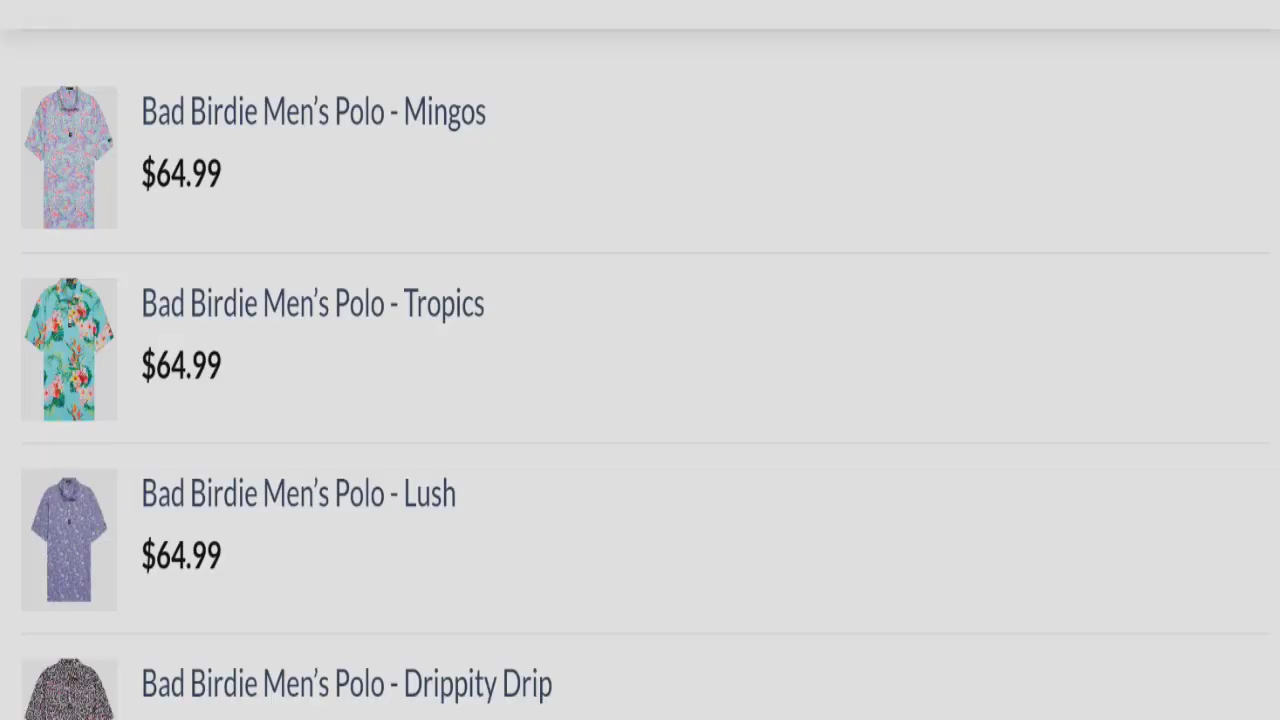 Bad Birdie Men’s Polo - Mingos
$64.99
Bad Birdie Men’s Polo - Tropics
$64.99
Bad Birdie Men’s Polo - Lush
$64.99
Bad Birdie Men’s Polo - Drippity Drip